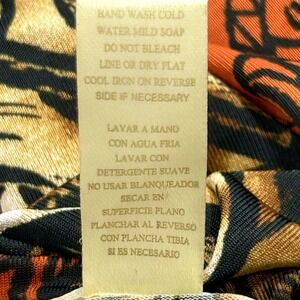 HAND WASH COLD
WATER MILD SOAP
DO NOT BLEACH
LINE OR DRY FLAT
COOL IRON ON REVERSE
SIDE IF NECESSARY
LAVAR A MANO
CON AGUA FRIA
LAVAR CON
DETERGENTE SUAVE
NO USAR BLANQUEADOR
SECAR EN
SUPERFICIE PLANO
PLANCHAR AL REVERSO
CON PLANCHA TIBIA
SI ES NECESARIO